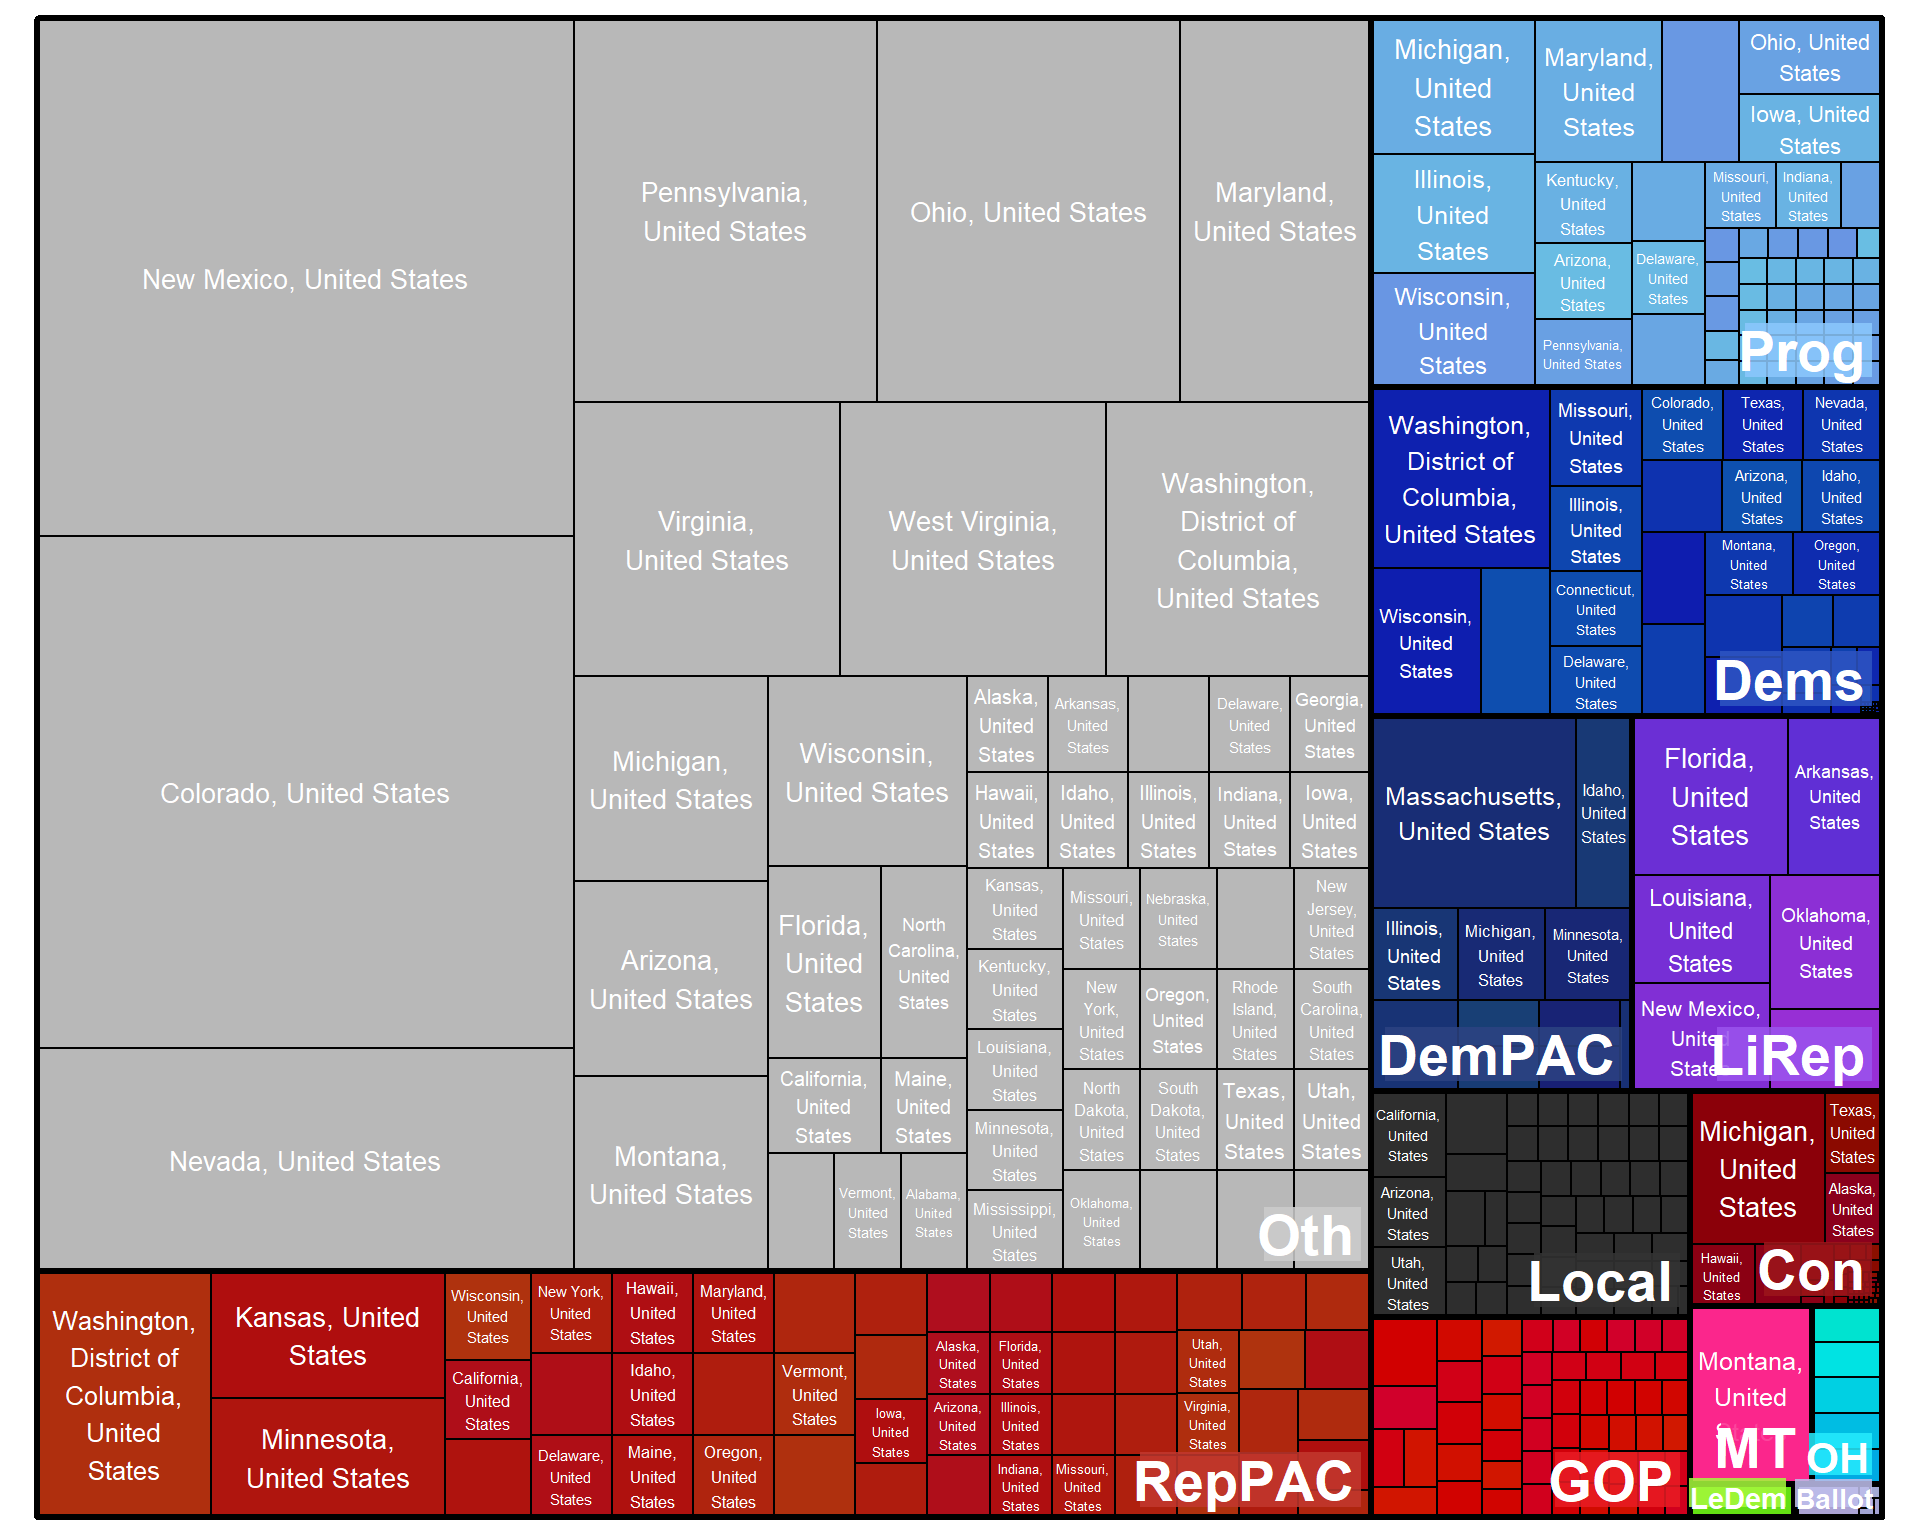 New Mexico, United States
Colorado, United States
Nevada, United States
Pennsylvania,
United States
Ohio, United States
Maryland,
United States
Virginia,
United States
West Virginia,
United States
Washington,
District of
Columbia,
United States
Michigan,
United States
Arizona,
United States
Montana,
United States
Wisconsin,
United States
Florida,
United
States
North
Carolina,
United
States
California,
United
States
Maine,
United
States
Vermont,
United
States
Alabama,
United
States
Alaska,
United
States
Arkansas,
United
States
Delaware,
United
States
Georgia,
United
States
Hawaii,
United
States
Idaho,
United
States
Illinois,
United
States
Indiana,
United
States
Iowa,
United
States
Kansas,
United
States
Kentucky,
United
States
Louisiana,
United
States
Minnesota,
United
States
Mississippi,
United
States
Missouri,
United
States
Nebraska,
United
States
New
Jersey,
United
States
New
York,
United
States
Oregon,
United
States
Rhode
Island,
United
States
South
Carolina,
United
States
North
Dakota,
United
States
South
Dakota,
United
States
Texas,
United
States
Utah,
United
States
Oklahoma,
United
States
Oth
Washington,
District of
Columbia,
United
States
Kansas, United
States
Minnesota,
United States
Wisconsin,
United
States
California,
United
States
New York,
United
States
Delaware,
United
States
Hawaii,
United
States
Idaho,
United
States
Maine,
United
States
Maryland,
United
States
Oregon,
United
States
Vermont,
United
States
Iowa,
United
States
Alaska,
United
States
Arizona,
United
States
Florida,
United
States
Illinois,
United
States
Indiana,
United
States
Missouri,
United
States
Utah,
United
States
Virginia,
United
States
RepPAC
Michigan,
United
States
Illinois,
United
States
Wisconsin,
United
States
Maryland,
United
States
Ohio, United
States
Iowa, United
States
Kentucky,
United
States
Arizona,
United
States
Pennsylvania,
United States
Delaware,
United
States
Missouri,
United
States
Indiana,
United
States
Prog
Washington,
District of
Columbia,
United States
Wisconsin,
United
States
Missouri,
United
States
Illinois,
United
States
Connecticut,
United
States
Delaware,
United
States
Colorado,
United
States
Texas,
United
States
Nevada,
United
States
Arizona,
United
States
Idaho,
United
States
Montana,
United
States
Oregon,
United
States
Dems
Massachusetts,
United States
Idaho,
United
States
Illinois,
United
States
Michigan,
United
States
Minnesota,
United
States
DemPAC
Florida,
United
States
Arkansas,
United
States
Louisiana,
United
States
Oklahoma,
United
States
New Mexico,
United
States
LiRep
California,
United
States
Arizona,
United
States
Utah,
United
States
Local
Michigan,
United
States
Texas,
United
States
Alaska,
United
States
Hawaii,
United
States
Con
GOP
Montana,
United
States
MT
OH
LeDem
Ballot